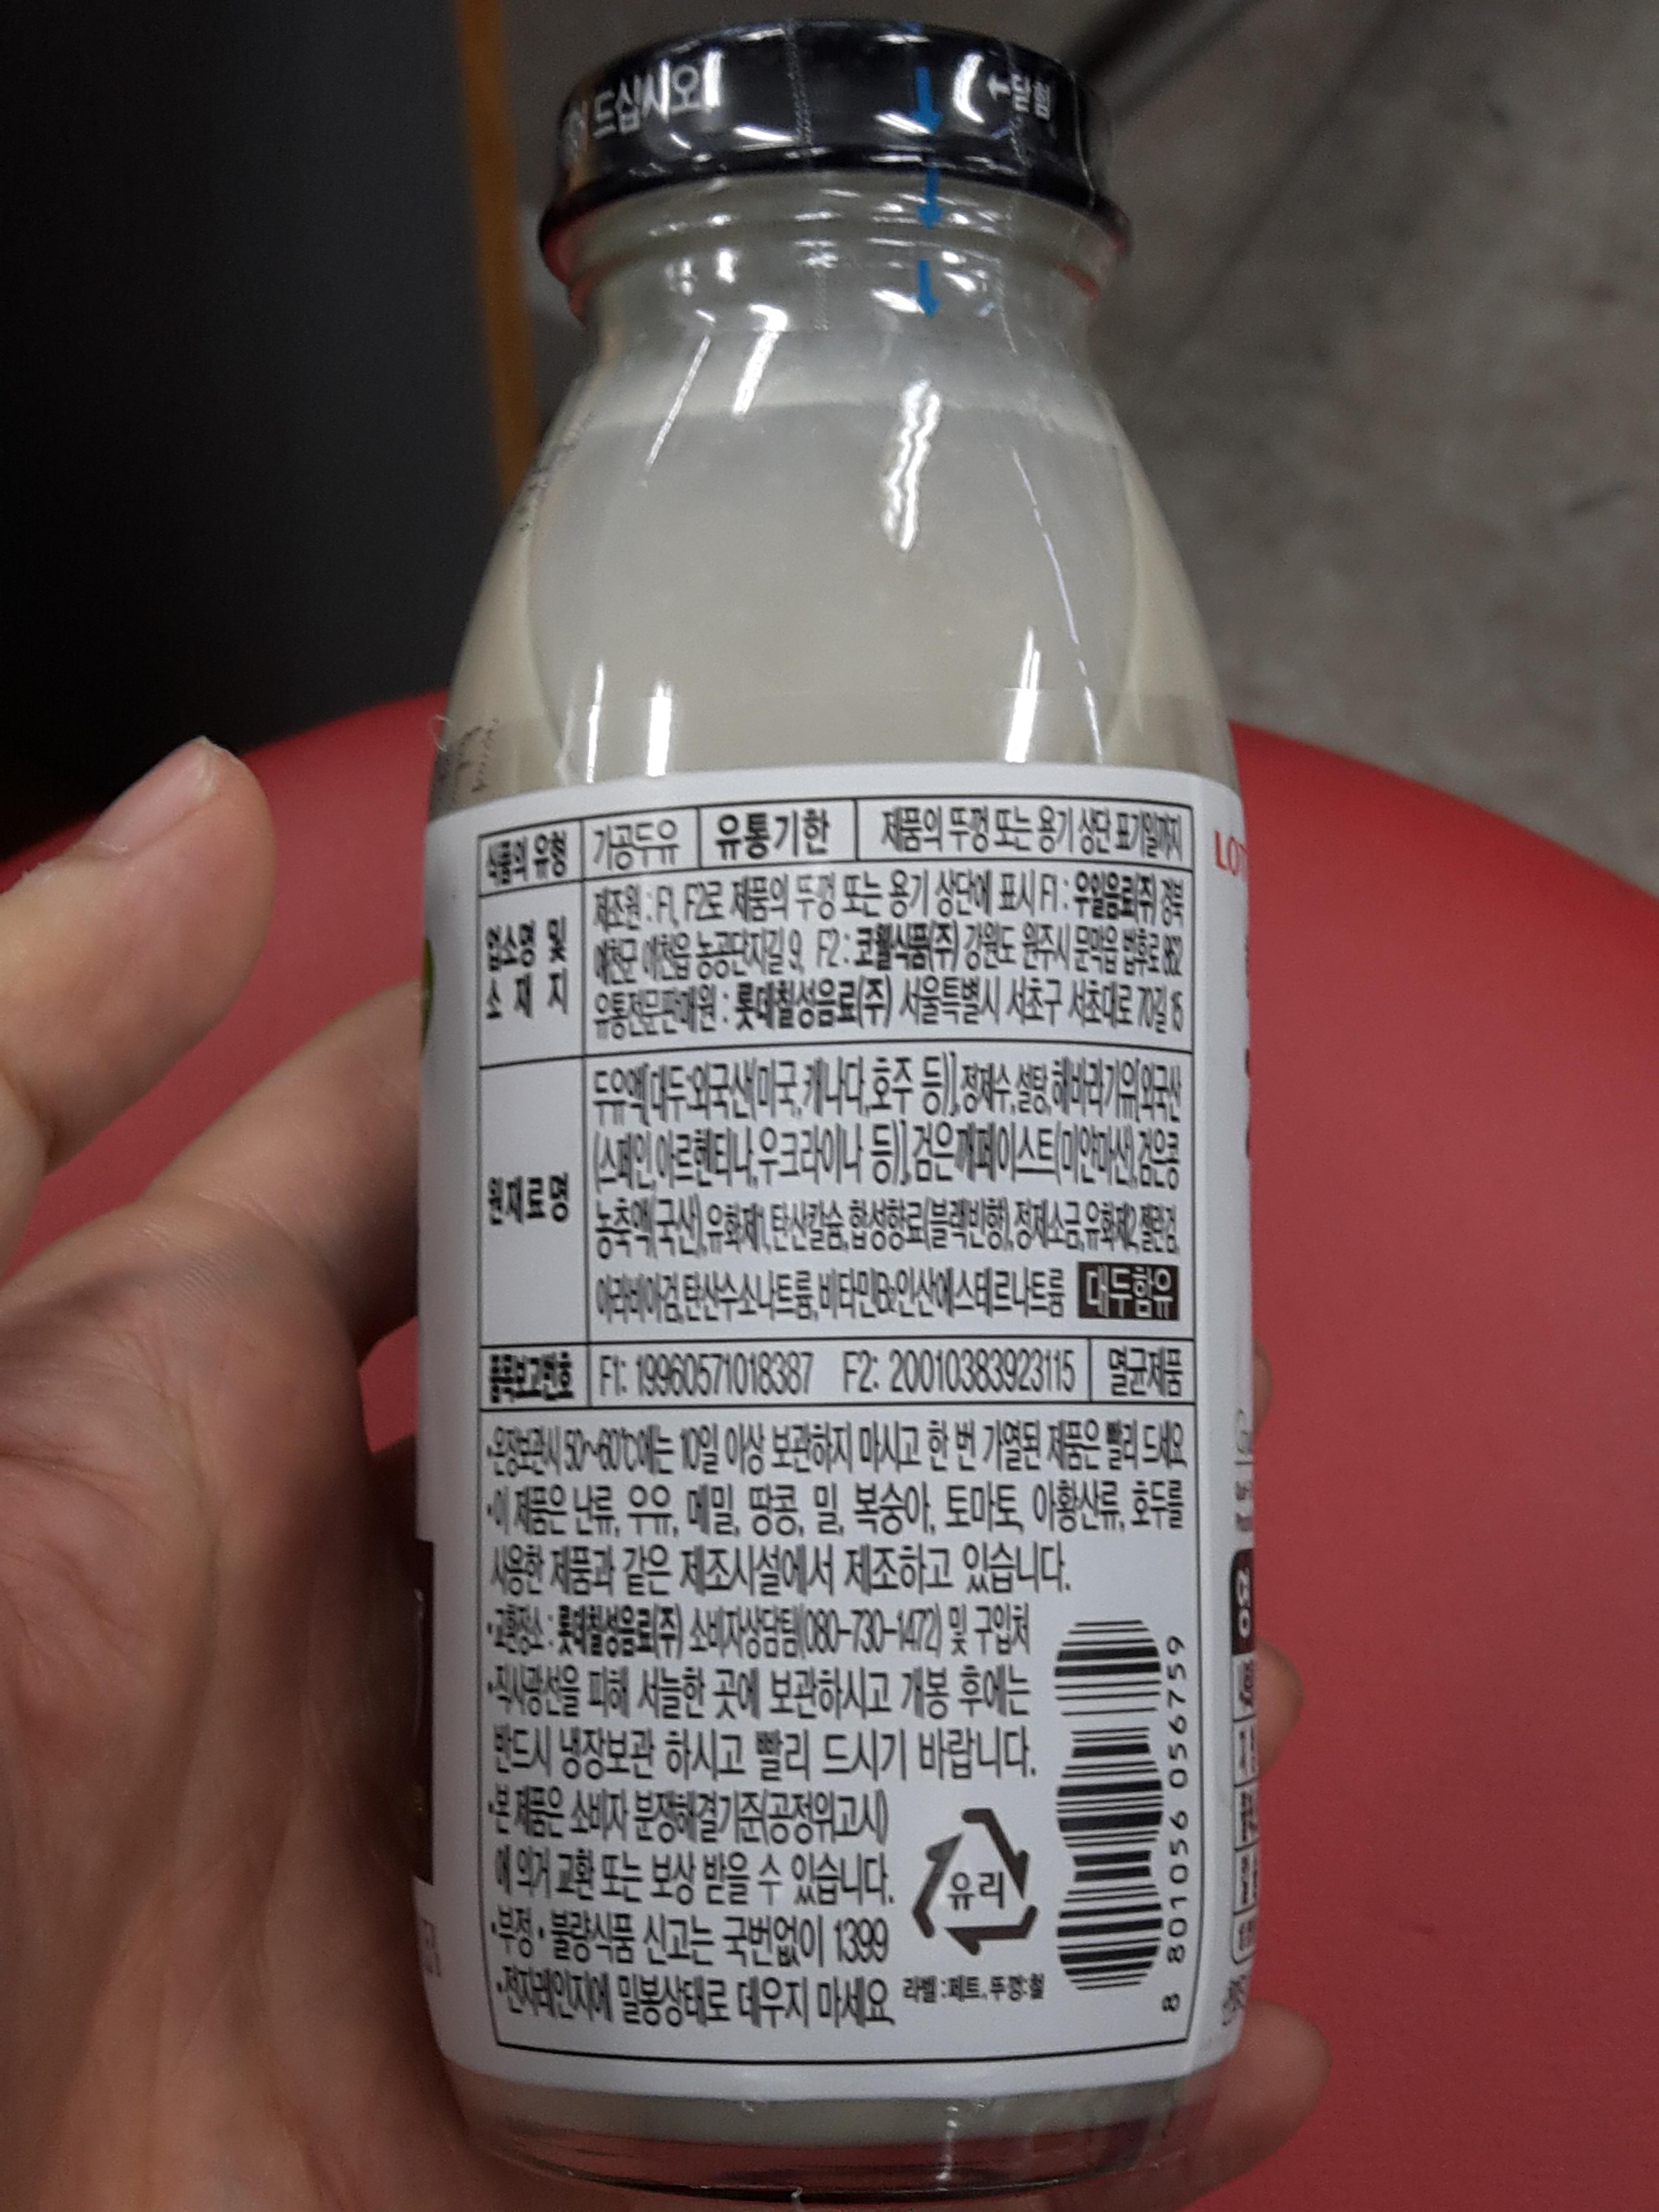 드십시오
닫힘
식품의 유형 가공두유 유통기한 제품의 뚜껑 또는 용기 상단 표기일까지
업소명 및 소재지
제조원 : F1, F2로 제품의 뚜껑 또는 용기 상단에 표시 F1 : 우일음료(주) 경북
예천군 예천읍 농공단지길 9, F2 : 코웰식품(주) 강원도 원주시 문막읍 법후로 862
유통전문판매원 : 롯데칠성음료(주) 서울특별시 서초구 서초대로 70길 15
원재료명
두유액[대두:외국산(미국,캐나다,호주 등)],정제수,설탕,해바라기유[외국산
(스페인,아르헨티나,우크라이나 등)],검은깨페이스트(미얀마산),검은콩
농축액(국산),유화제1,탄산칼슘,합성향료(블랙빈향),정제소금,유화제2,젤란검,
아라비아검,탄산수소나트륨,비타민B2인산에스테르나트륨 대두함유
품목보고번호 F1: 19960571018387 F2: 20010383923115 멸균제품
•온장보관시 50~60℃에는 10일 이상 보관하지 마시고 한 번 가열된 제품은 빨리 드세요
•이 제품은 난류, 우유, 메밀, 땅콩, 밀, 복숭아, 토마토, 아황산류, 호두를
사용한 제품과 같은 제조시설에서 제조하고 있습니다.
•교환장소 : 롯데칠성음료(주) 소비자상담팀(080-730-1472) 및 구입처
•직사광선을 피해 서늘한 곳에 보관하시고 개봉 후에는
반드시 냉장보관 하시고 빨리 드시기 바랍니다.
•본 제품은 소비자 분쟁해결기준(공정위고시)
에 의거 교환 또는 보상 받을 수 있습니다.
•부정•불량식품 신고는 국번없이 1399
•전자레인지에 밀봉상태로 데우지 마세요
유리
라벨:페트, 뚜껑:철
8 801056 056759